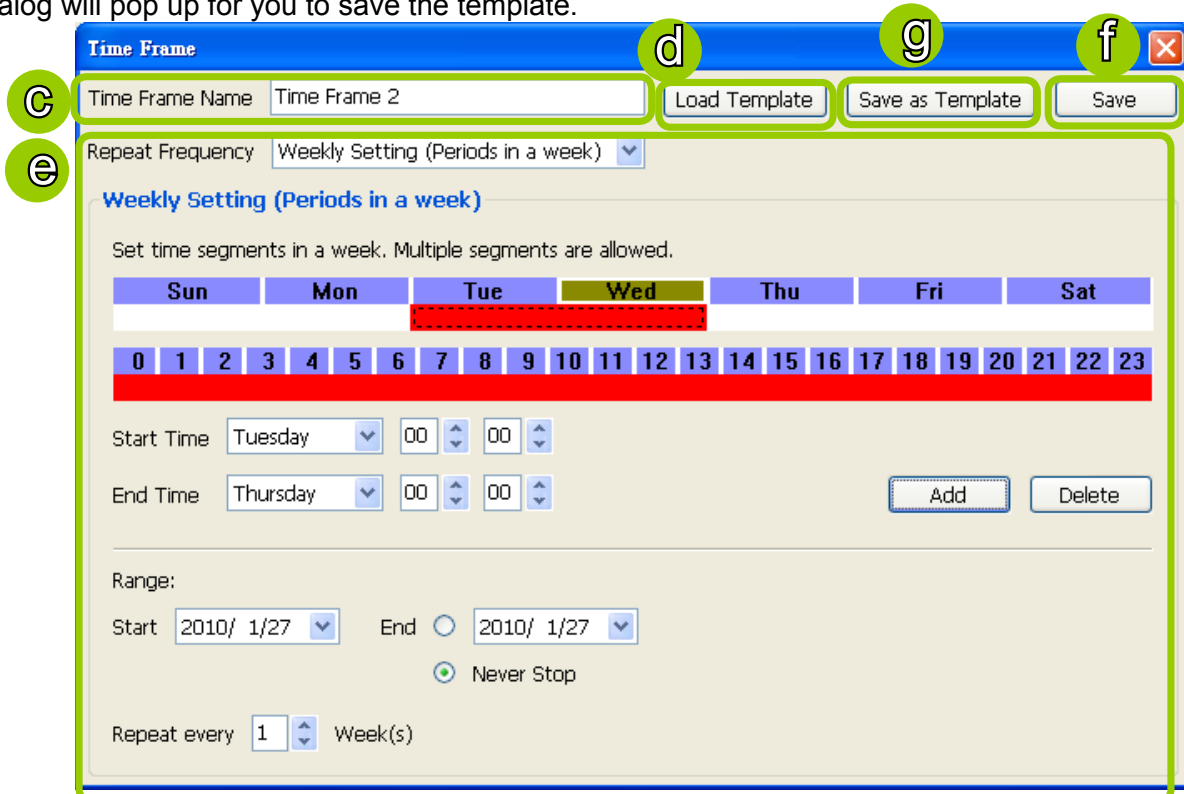 alog will pop up for you to save the template.
d g f
Time Frame
c Time Frame Name Time Frame 2 Load Template Save as Template Save
e Repeat Frequency Weekly Setting (Periods in a week)
Weekly Setting (Periods in a week)
Set time segments in a week. Multiple segments are allowed.
Sun Mon Tue Wed Thu Fri Sat
0 1 2 3 4 5 6 7 8 9 10 11 12 13 14 15 16 17 18 19 20 21 22 23
Start Time Tuesday 00 00
End Time Thursday 00 00 Add Delete
Range:
Start 2010/ 1/27 End 2010/ 1/27
Never Stop
Repeat every 1 Week(s)